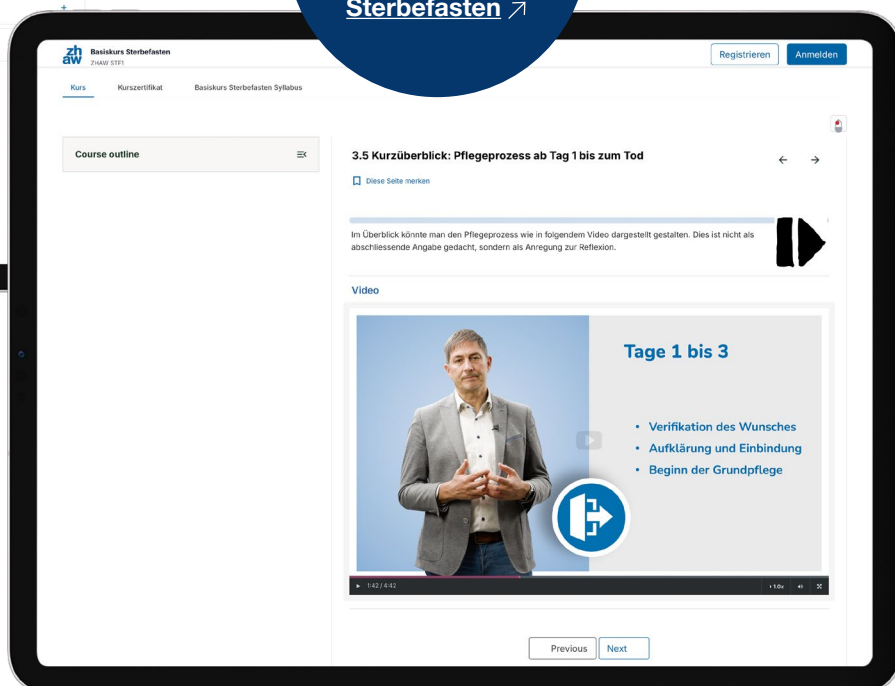 Sterbefasten
zh
aw
Basiskurs Sterbefasten
ZHAW STF1
Registrieren
Anmelden
Kurs
Kurszertifikat
Basiskurs Sterbefasten Syllabus
Course outline
3.5 Kurzüberblick: Pflegeprozess ab Tag 1 bis zum Tod
Diese Seite merken
Im Überblick könnte man den Pflegeprozess wie in folgendem Video dargestellt gestalten. Dies ist nicht als
abschliessende Angabe gedacht, sondern als Anregung zur Reflexion.
Video
Tage 1 bis 3
• Verifikation des Wunsches
• Aufklärung und Einbindung
• Beginn der Grundpflege
1:42 / 4:42
1.0x
Previous
Next